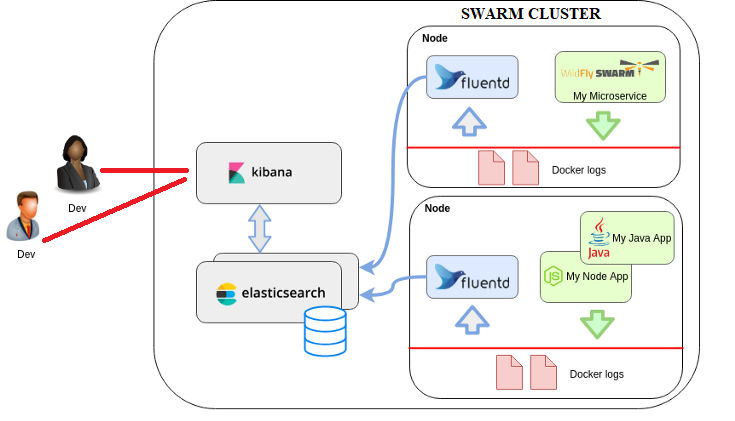 SWARM CLUSTER
Node
fluentd
WildFly SWARM
My Microservice
Docker logs
kibana
Dev
Dev
Node
My Java App
Java
JS
My Node App
fluentd
elasticsearch
Docker logs